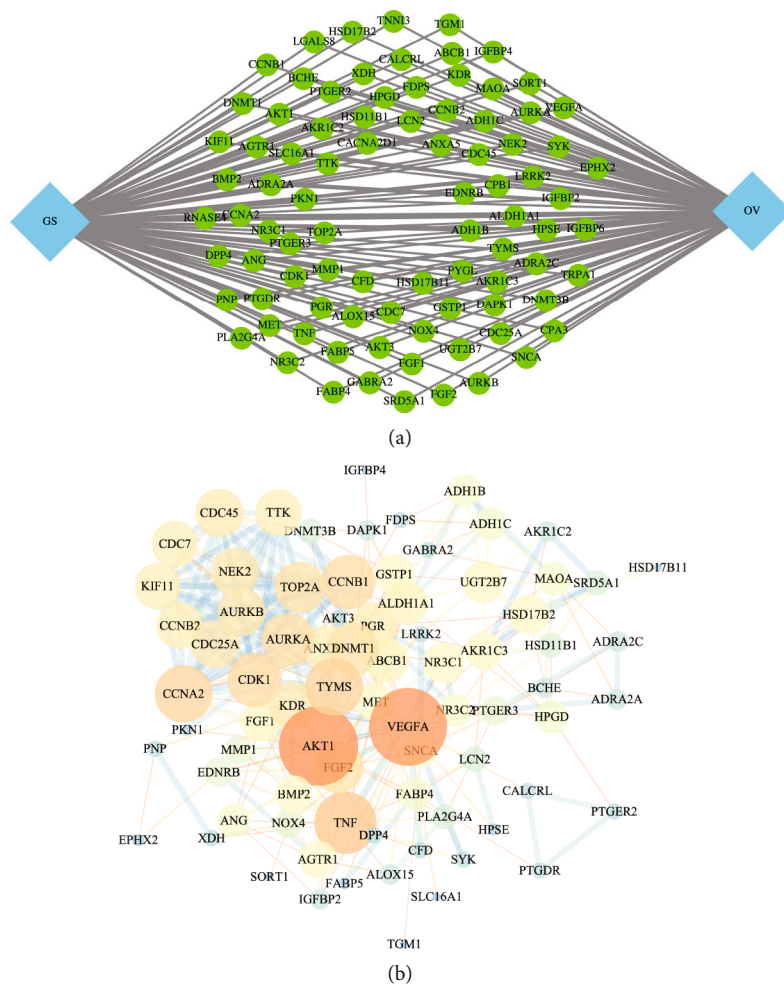 TNNI3
HSD17B2
TGM1
LGALS8
ABCB1
IGFBP4
CCNB1
CALCRL
BCHE
XDH
KDR
SORT1
PTGER2
FDPS
MAOA
DNMT1
HPGD
VEGFA
AKT1
HSD11B1
LCN2
CCNB2
ADH1C
AURKA
AKR1C2
KIF11
AGTR1
SLC16A1
CACNA2D1
ANXA5
CDC45
NEK2
SYK
TTK
BMP2
ADRA2A
LRRK2
EPHX2
PKN1
EDNRB
CPB1
IGFBP2
GS
OV
RNASE4
CCNA2
ALDH1A1
NR3C1
TOP2A
ADH1B
HPSE
IGFBP6
PTGER3
TYMS
DPP4
ANG
CDK1
MMP1
CFD
HSD17B11
PYGL
ADRA2C
AKR1C3
TRPA1
PNP
PTGDR
PGR
ALOX15
CDC7
GSTP1
DAPK1
DNMT3B
PLA2G4A
MET
TNF
NOX4
CDC25A
CPA3
FABP5
AKT3
UGT2B7
NR3C2
FGF1
SNCA
GABRA2
AURKB
FABP4
SRD5A1
FGF2
(a)
IGFBP4
ADH1B
CDC45
TTK
FDPS
DNMT3B
DAPK1
ADH1C
AKR1C2
CDC7
GABRA2
NEK2
CCNB1
GSTP1
HSD17B11
KIF11
TOP2A
UGT2B7
MAOA
SRD5A1
ALDH1A1
AURKB
AKT3
HSD17B2
CCNB2
PGR
LRRK2
CDC25A
AURKA
ANX
DNMT1
AKR1C3
HSD11B1
ADRA2C
ABCB1
NR3C1
CDK1
TYMS
BCHE
CCNA2
ADRA2A
KDR
MET
NR3C2
PTGER3
HPGD
PKN1
FGF1
VEGFA
PNP
MMP1
AKT1
SNCA
EDNRB
FGF2
LCN2
BMP2
FABP4
CALCRL
ANG
NOX4
TNF
PLA2G4A
PTGER2
EPHX2
XDH
DPP4
HPSE
AGTR1
CFD
SYK
SORT1
FABP5
ALOX15
PTGDR
IGFBP2
SLC16A1
TGM1
(b)